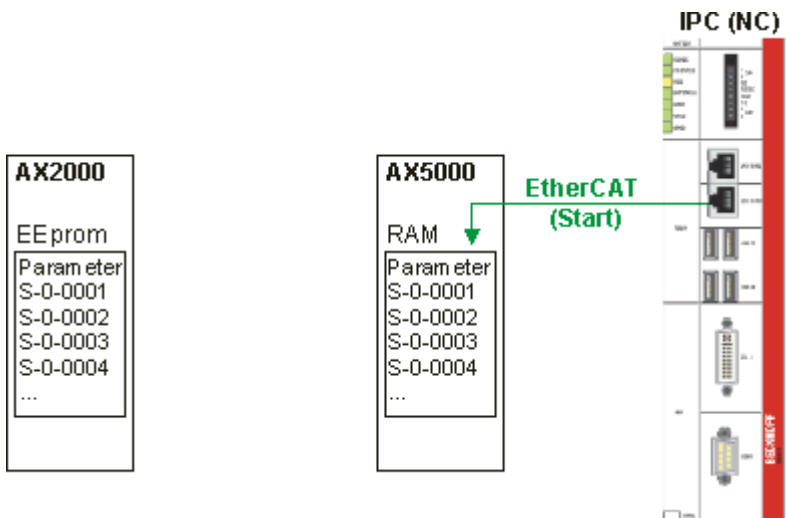 IPC (NC)
AX2000
EEprom
Parameter
S-0-0001
S-0-0002
S-0-0003
S-0-0004
...
AX5000
RAM
Parameter
S-0-0001
S-0-0002
S-0-0003
S-0-0004
...
EtherCAT
(Start)
BECKHOFF